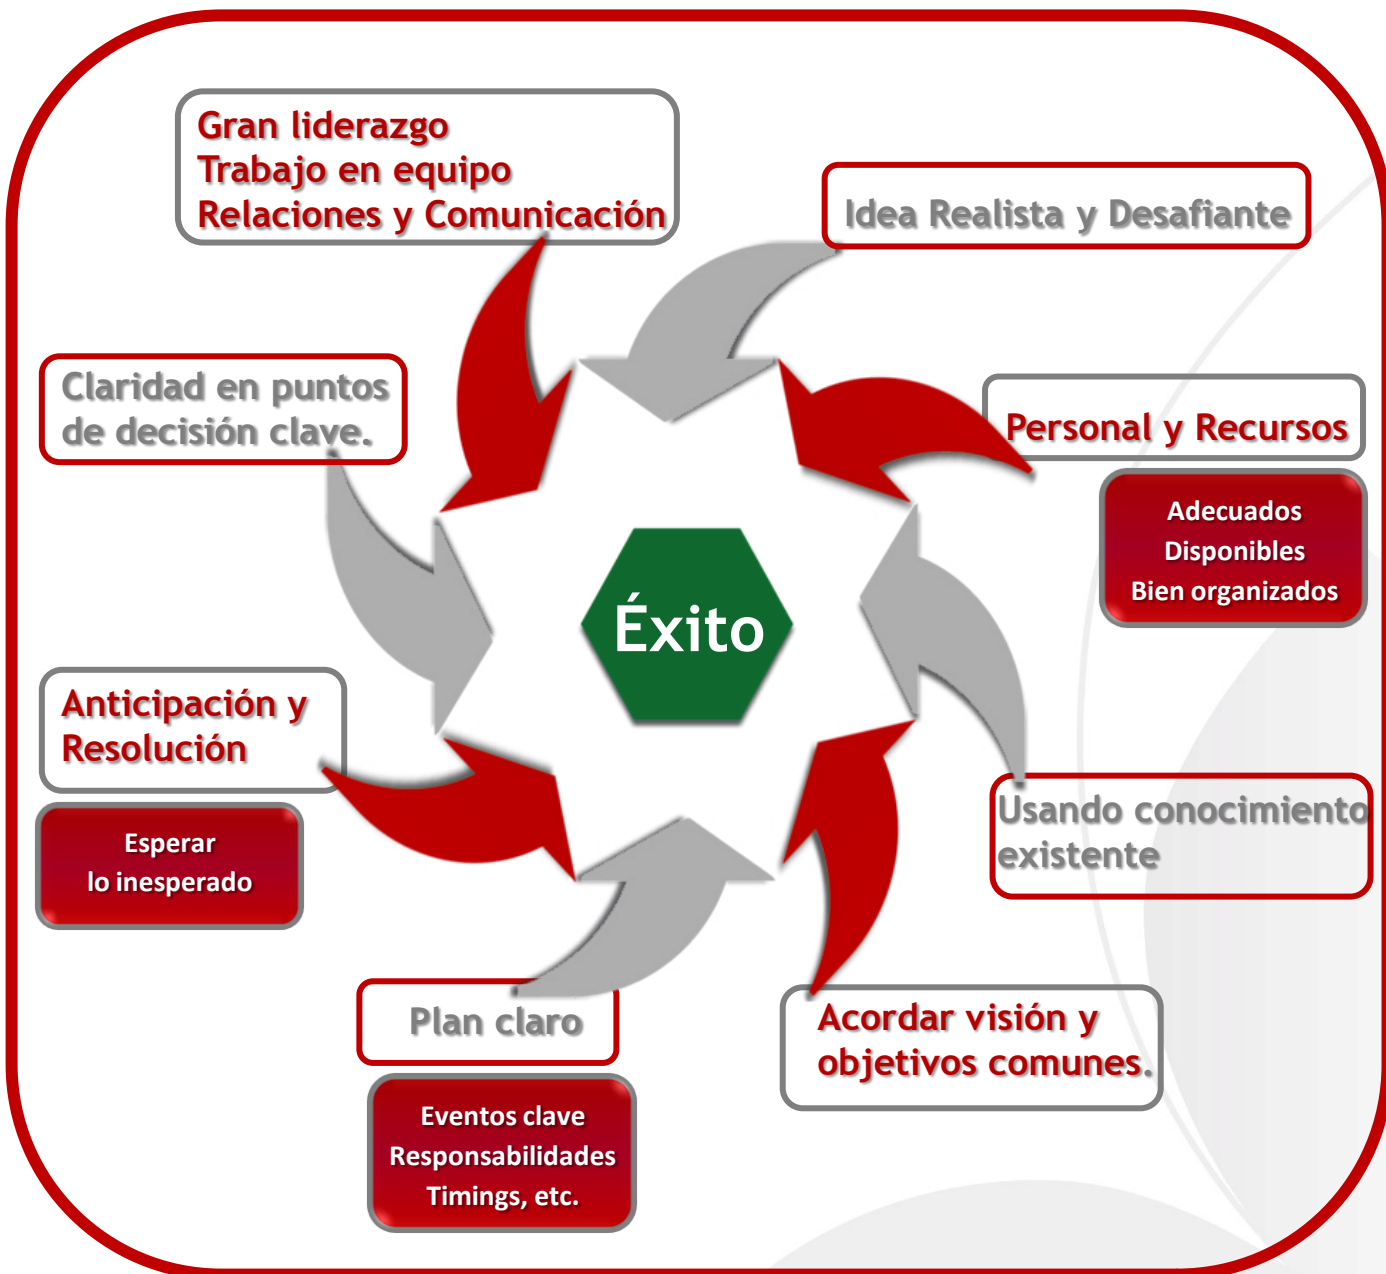 Gran liderazgo
Trabajo en equipo
Relaciones y Comunicación
Idea Realista y Desafiante
Personal y Recursos
Adecuados
Disponibles
Bien organizados
Usando conocimiento
existente
Acordar visión y
objetivos comunes.
Plan claro
Eventos clave
Responsabilidades
Timings, etc.
Anticipación y
Resolución
Esperar
lo inesperado
Claridad en puntos
de decisión clave.
Éxito